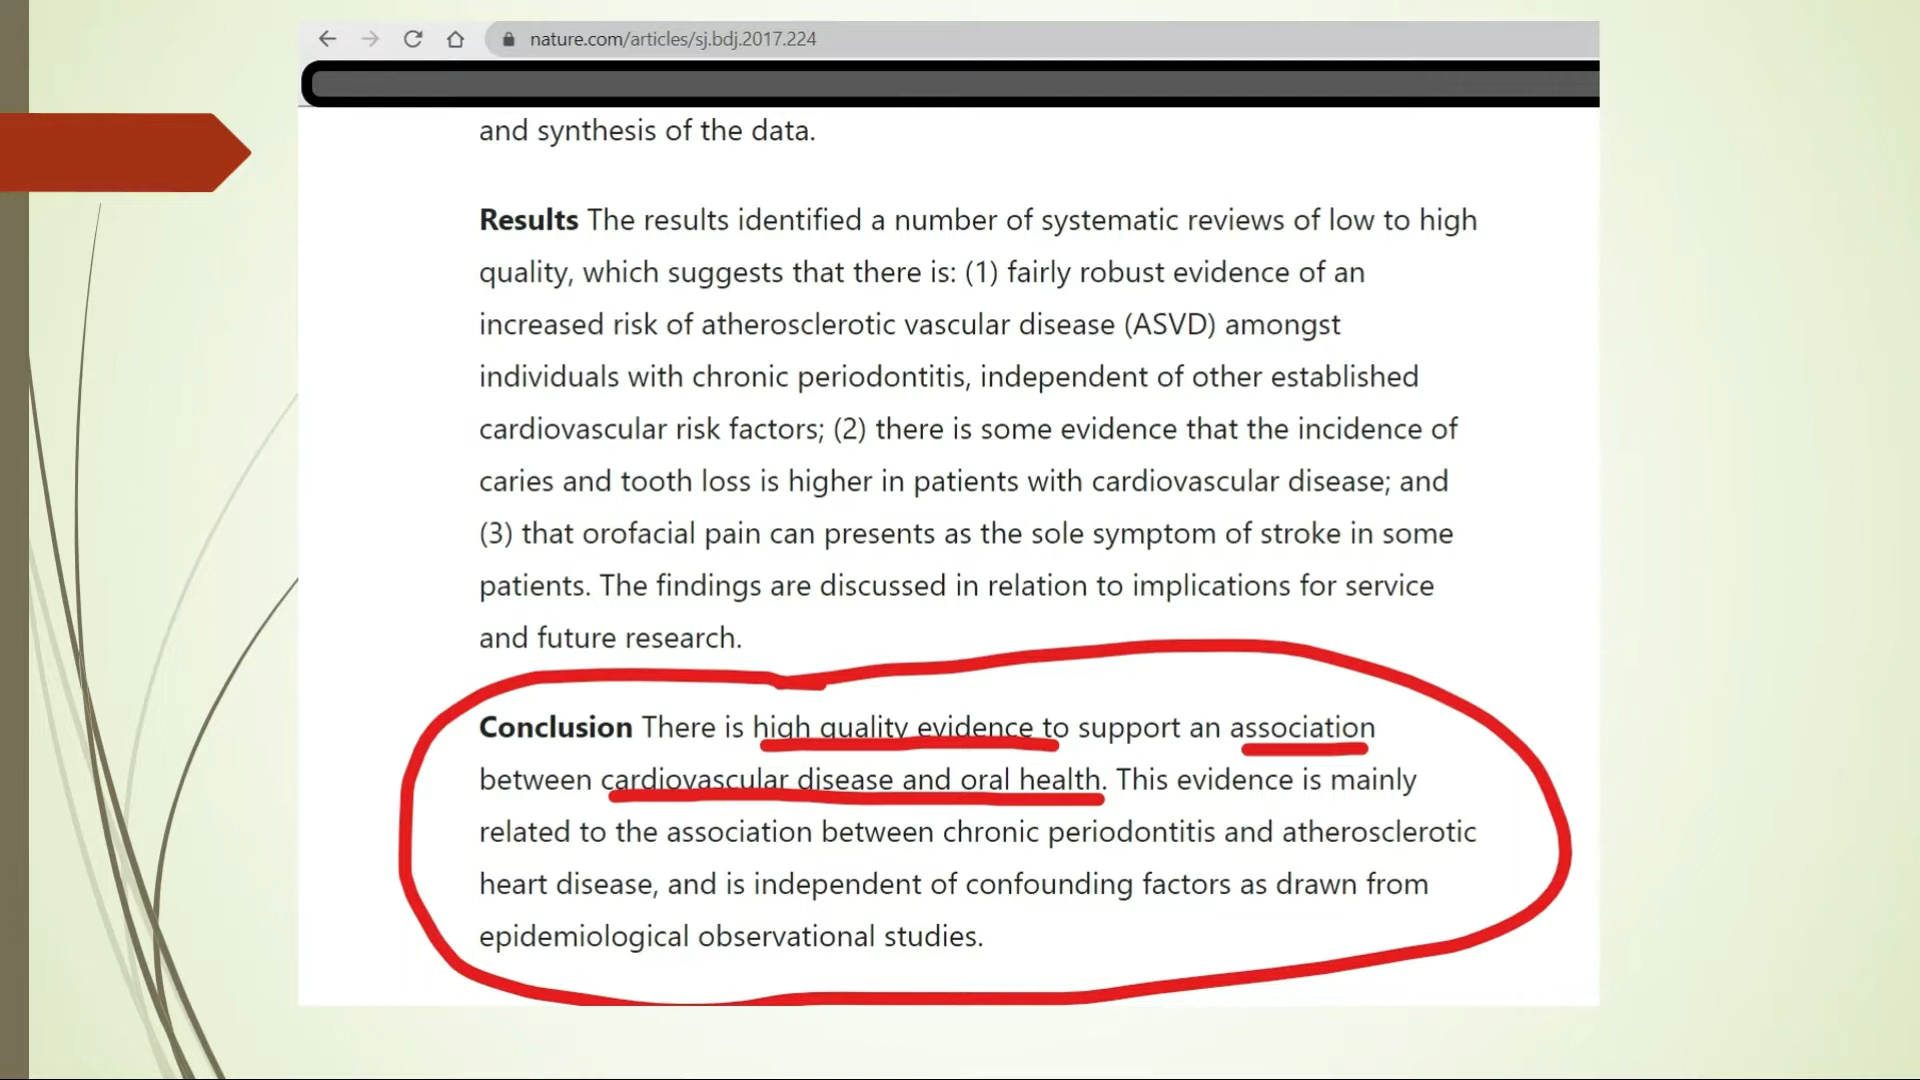 nature.com/articles/sj.bdj.2017.224
and synthesis of the data.
Results The results identified a number of systematic reviews of low to high
quality, which suggests that there is: (1) fairly robust evidence of an
increased risk of atherosclerotic vascular disease (ASVD) amongst
individuals with chronic periodontitis, independent of other established
cardiovascular risk factors; (2) there is some evidence that the incidence of
caries and tooth loss is higher in patients with cardiovascular disease; and
(3) that orofacial pain can presents as the sole symptom of stroke in some
patients. The findings are discussed in relation to implications for service
and future research.
Conclusion There is high quality evidence to support an association
between cardiovascular disease and oral health. This evidence is mainly
related to the association between chronic periodontitis and atherosclerotic
heart disease, and is independent of confounding factors as drawn from
epidemiological observational studies.